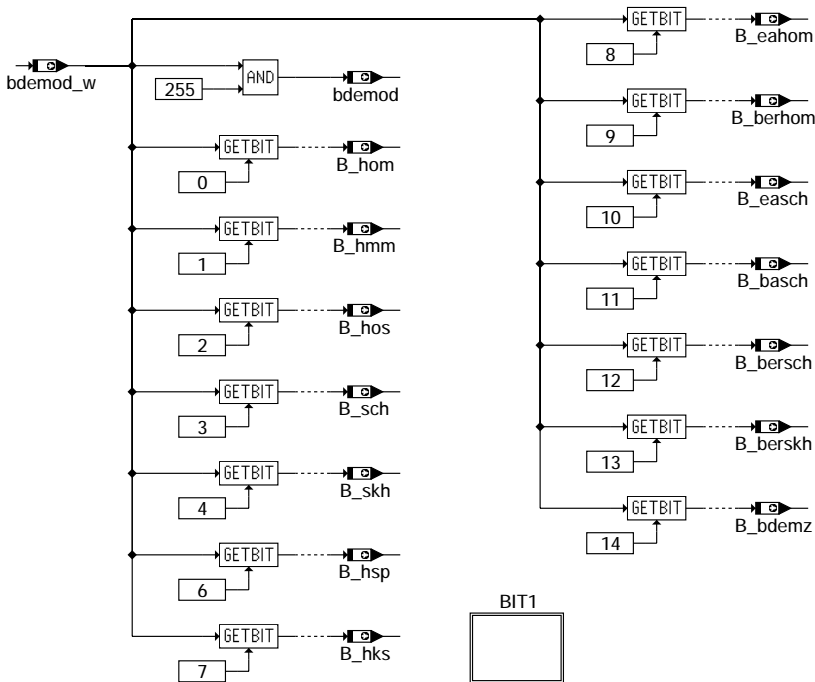 bdemod_w
255
AND
bdemod
GETBIT
0
B_hom
GETBIT
1
B_hmm
GETBIT
2
B_hos
GETBIT
3
B_sch
GETBIT
4
B_skh
GETBIT
6
B_hsp
GETBIT
7
B_hks
GETBIT
8
B_eahom
GETBIT
9
B_berhom
GETBIT
10
B_easch
GETBIT
11
B_basch
GETBIT
12
B_bersch
GETBIT
13
B_berskh
GETBIT
14
B_bdemz
BIT1